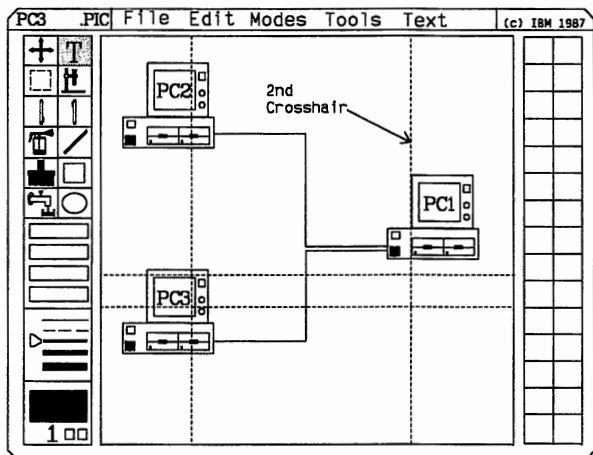 PC3 .PIC File Edit Modes Tools Text (c) IBM 1987
T
PC2
2nd
Crosshair
PC1
PC3
1